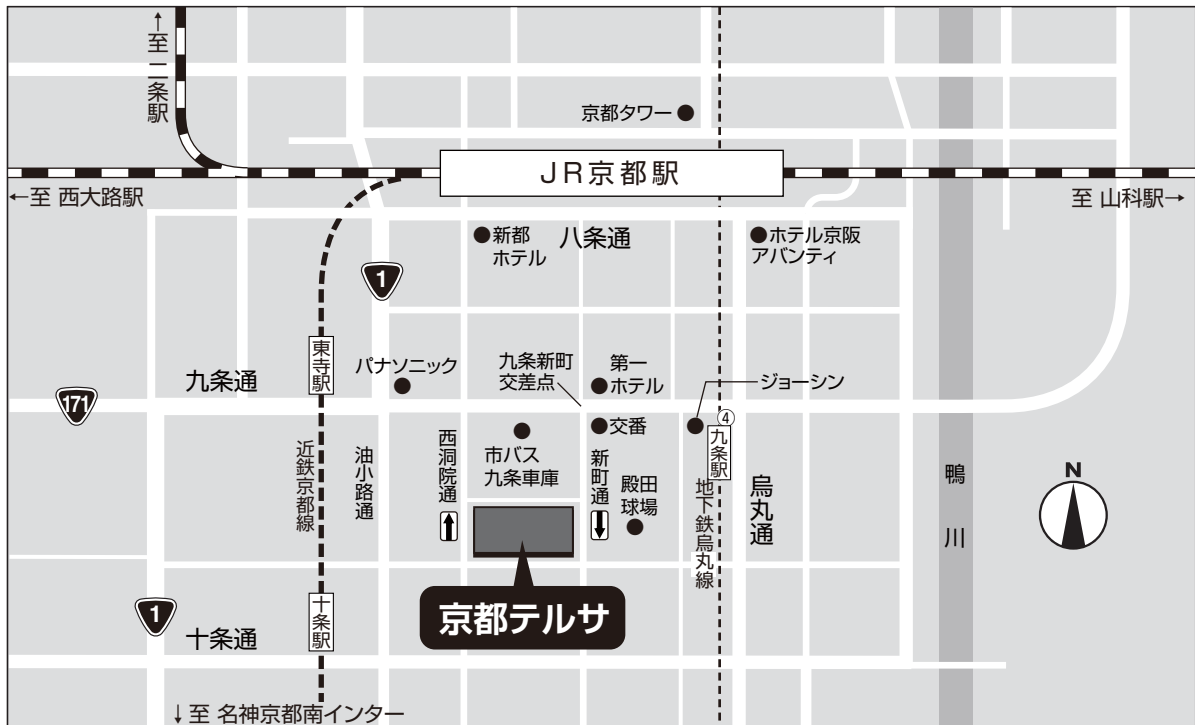 ↑至 二条駅
京都タワー
JR京都駅
←至 西大路駅
至 山科駅→
新都
ホテル
八条通
ホテル京阪
アバンティ
1
東寺駅
パナソニック
九条新町
交差点
第一
ホテル
ジョーシン
九条通
171
交番
④
九条駅
市バス
九条車庫
西洞院通
新町通
殿田
球場
近鉄京都線
油小路通
地下鉄烏丸線
烏丸通
鴨川
N
京都テルサ
1
十条駅
十条通
↓至 名神京都南インター